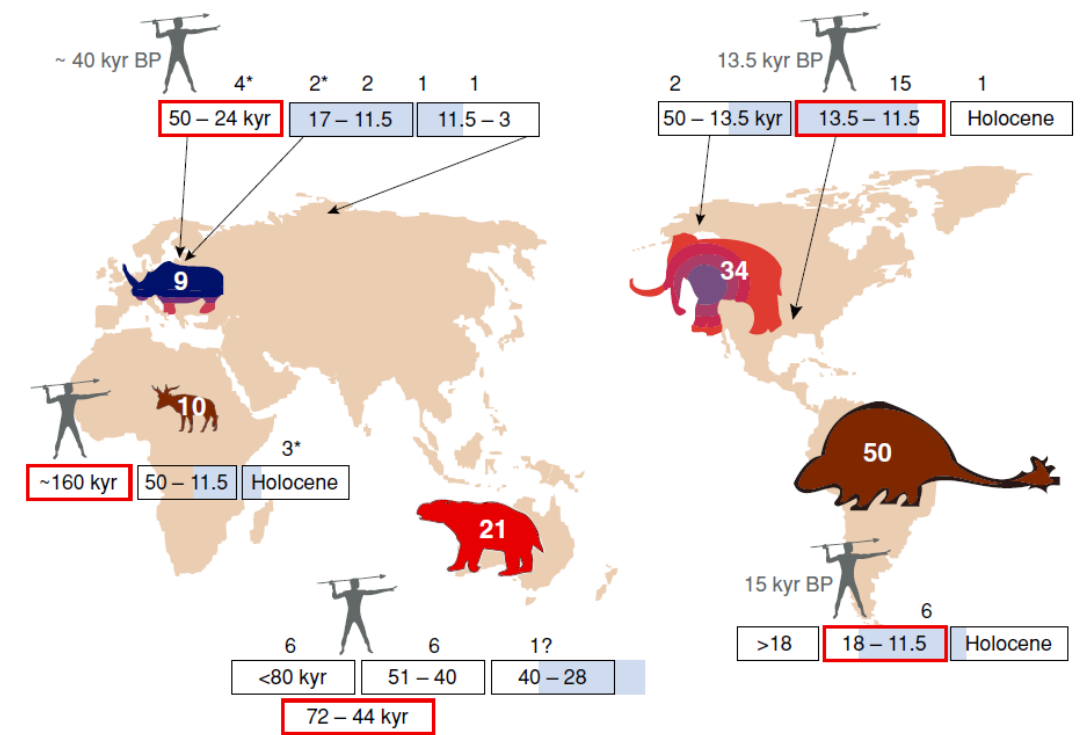 ~ 40 kyr BP
4* 2* 2 1 1
50 – 24 kyr 17 – 11.5 11.5 – 3
13.5 kyr BP
2 15 1
50 – 13.5 kyr 13.5 – 11.5 Holocene
9
34
10
3*
~160 kyr 50 – 11.5 Holocene
50
21
15 kyr BP
6
>18 18 – 11.5 Holocene
6 6 1?
<80 kyr 51 – 40 40 – 28
72 – 44 kyr